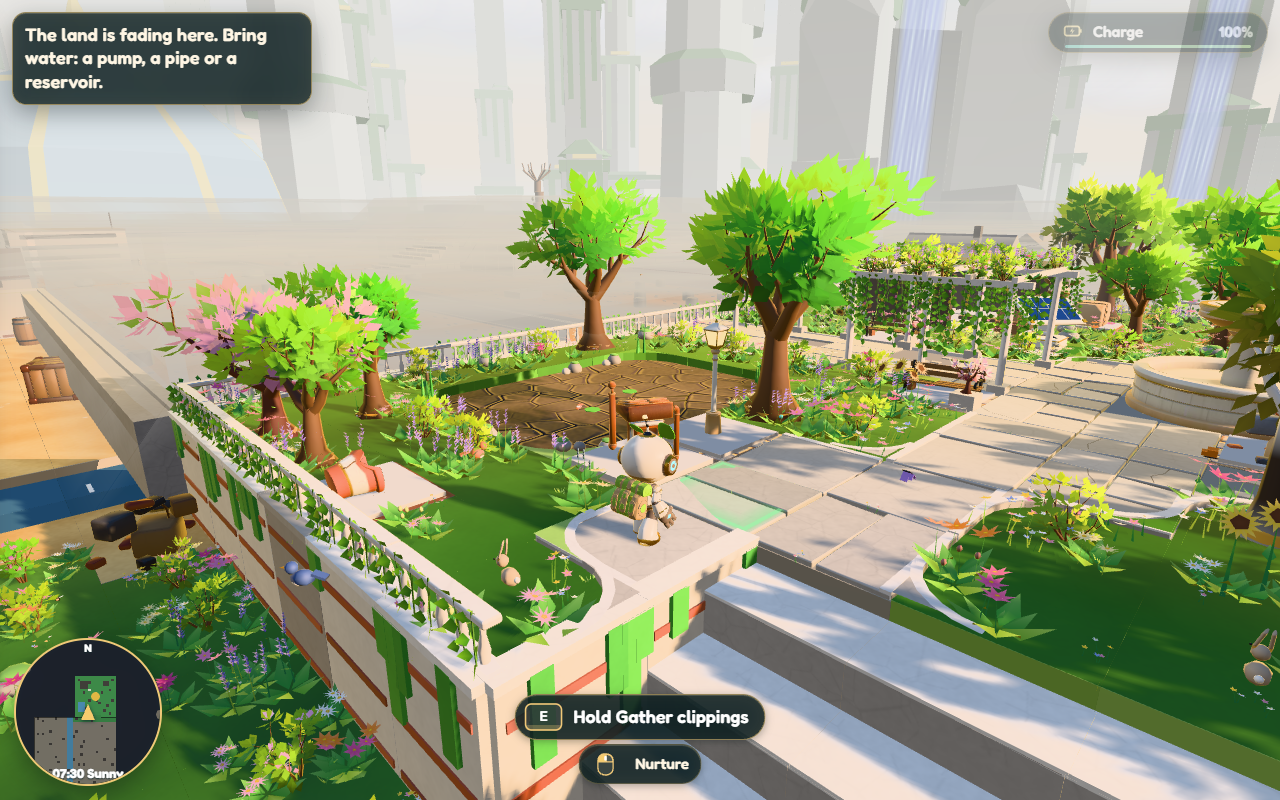 The land is fading here. Bring
water: a pump, a pipe or a
reservoir.
Charge 100%
E Hold Gather clippings
Nurture
N
07:30 Sunny